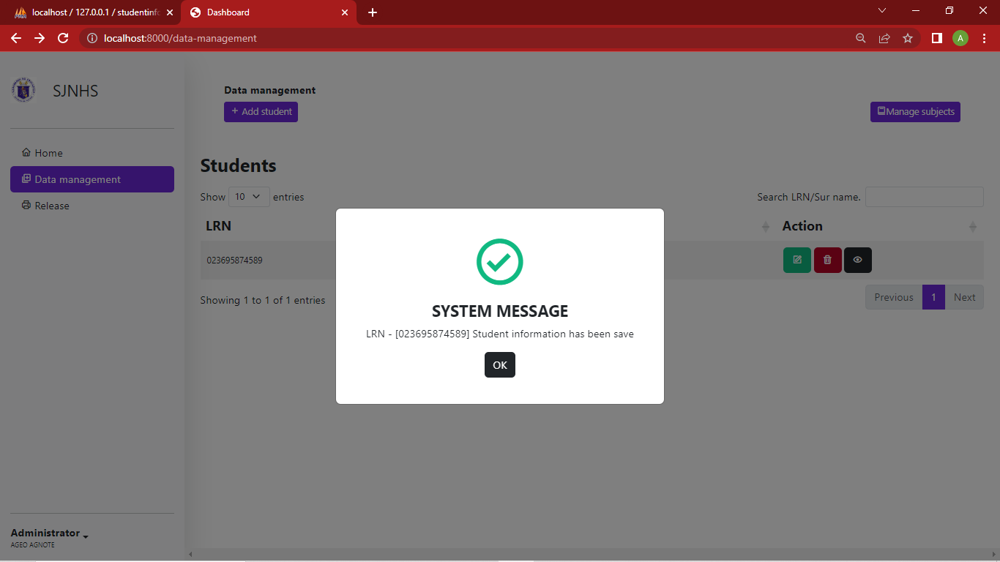 localhost / 127.0.0.1 / studentinfo
Dashboard
localhost:8000/data-management
A
SJNHS
Home
Data management
Release
Administrator
AGEO AGNOTE
Data management
+ Add student
Manage subjects
Students
Show 10 entries
Search LRN/Sur name.
LRN
Action
023695874589
Showing 1 to 1 of 1 entries
Previous 1 Next
SYSTEM MESSAGE
LRN - [023695874589] Student information has been save
OK